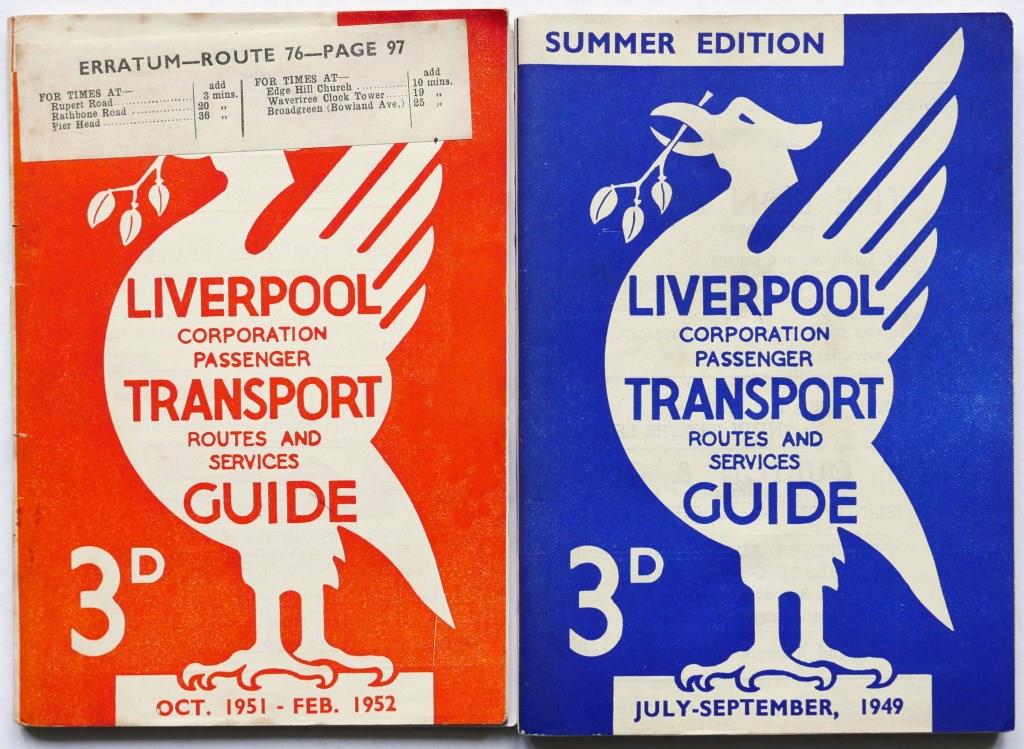 ERRATUM—ROUTE 76—PAGE 97
FOR TIMES AT— add
Rupert Road 3 mins.
Rathbone Road 20 „
Pier Head 36 „
FOR TIMES AT— add
Edge Hill Church 10 mins.
Wavertree Clock Tower 19 „
Broadgreen (Bowland Ave.) 25 „
LIVERPOOL
CORPORATION
PASSENGER
TRANSPORT
ROUTES AND
SERVICES
GUIDE
3D
OCT. 1951 - FEB. 1952
SUMMER EDITION
LIVERPOOL
CORPORATION
PASSENGER
TRANSPORT
ROUTES AND
SERVICES
GUIDE
3D
JULY-SEPTEMBER, 1949